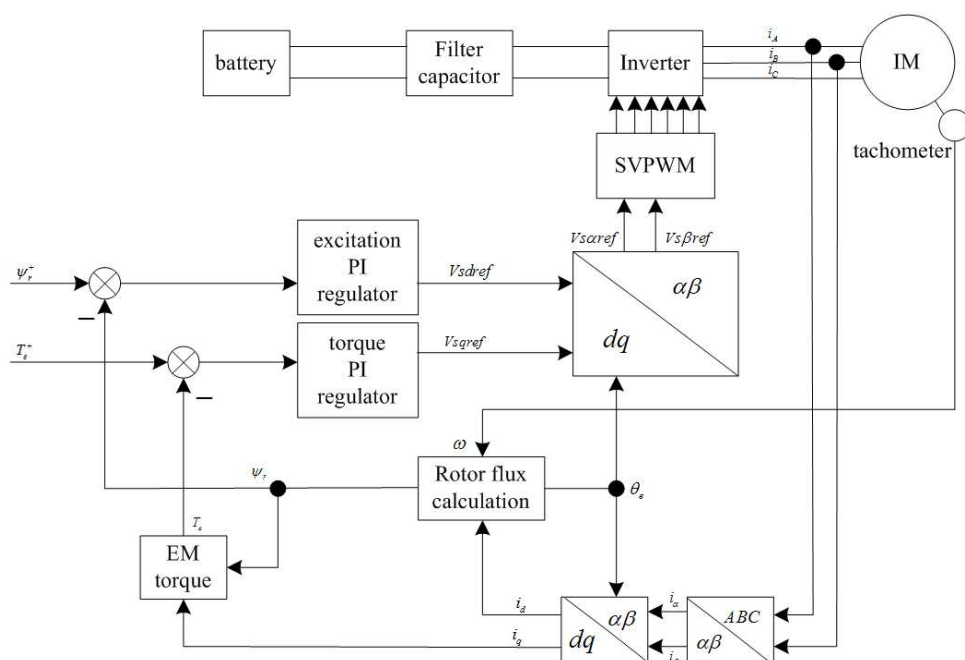 battery
Filter
capacitor
Inverter
i_A
i_B
i_C
IM
tachometer
SVPWM
Vsαref
Vsβref
excitation
PI
regulator
Vsdref
αβ
dq
ψ_r^+
−
T_e^+
torque
PI
regulator
Vsqref
−
ω
Rotor flux
calculation
ψ_r
θ_e
T_e
EM
torque
i_d
i_q
αβ
dq
i_α
ABC
αβ